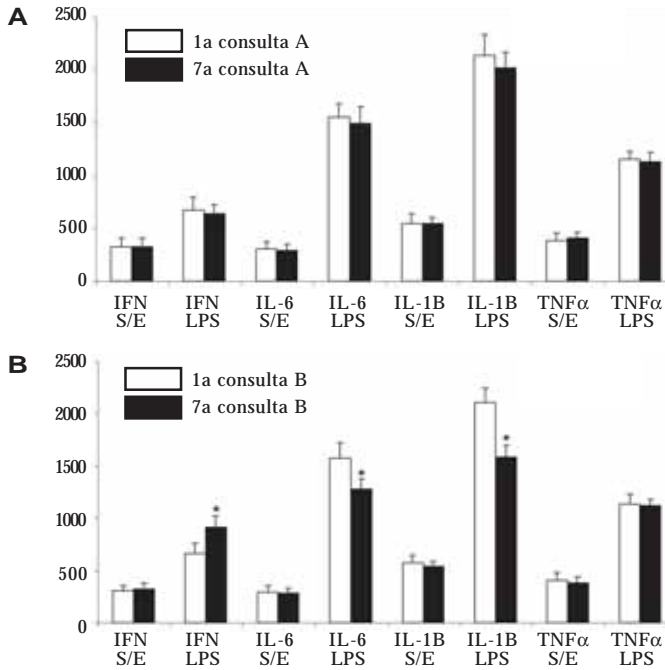 A
2500
2000
1500
1000
500
0
1a consulta A
7a consulta A
IFN IFN IL-6 IL-6 IL-1B IL-1B TNFα TNFα
S/E LPS S/E LPS S/E LPS S/E LPS
B
2500
2000
1500
1000
500
0
1a consulta B
7a consulta B
* * *
IFN IFN IL-6 IL-6 IL-1B IL-1B TNFα TNFα
S/E LPS S/E LPS S/E LPS S/E LPS